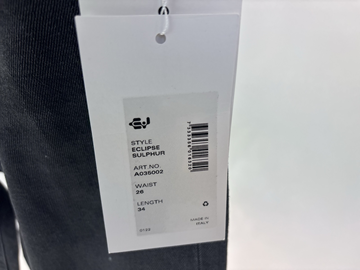 STYLE
ECLIPSE
SULPHUR
ART NO.
A035002
WAIST
26
LENGTH
34
MADE IN
ITALY